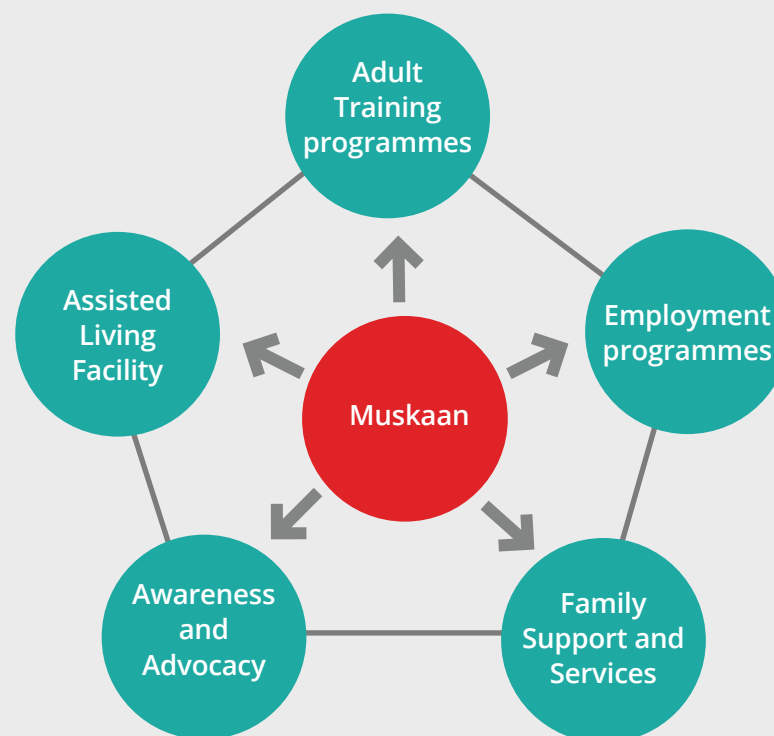 Adult
Training
programmes
Assisted
Living
Facility
Employment
programmes
Muskaan
Awareness
and
Advocacy
Family
Support and
Services